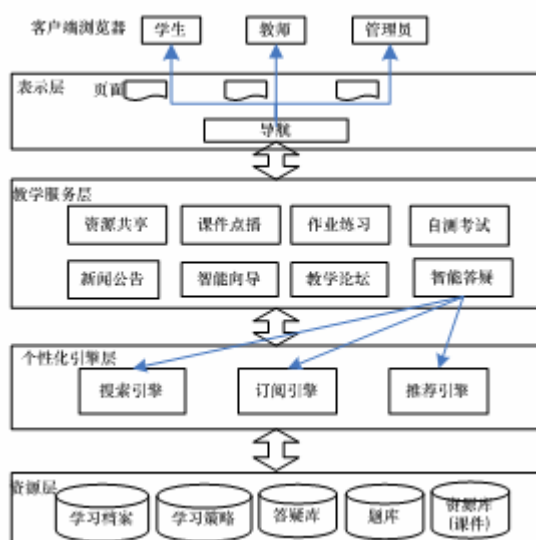 客户端浏览器 学生 教师 管理员
表示层 页面
导航
教学服务层
资源共享 课件点播 作业练习 自测考试
新闻公告 智能向导 教学论坛 智能答疑
个性化引擎层
搜索引擎 订阅引擎 推荐引擎
资源层
学习档案 学习策略 答疑库 题库 资源库
(课件)